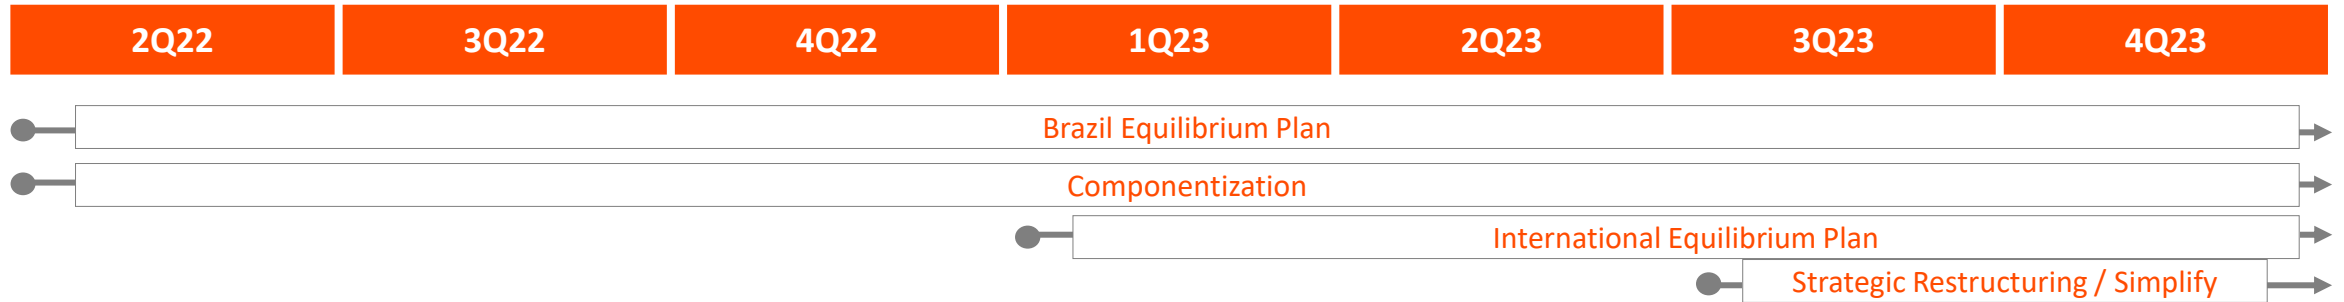 2Q22 3Q22 4Q22 1Q23 2Q23 3Q23 4Q23
Brazil Equilibrium Plan
Componentization
International Equilibrium Plan
Strategic Restructuring / Simplify